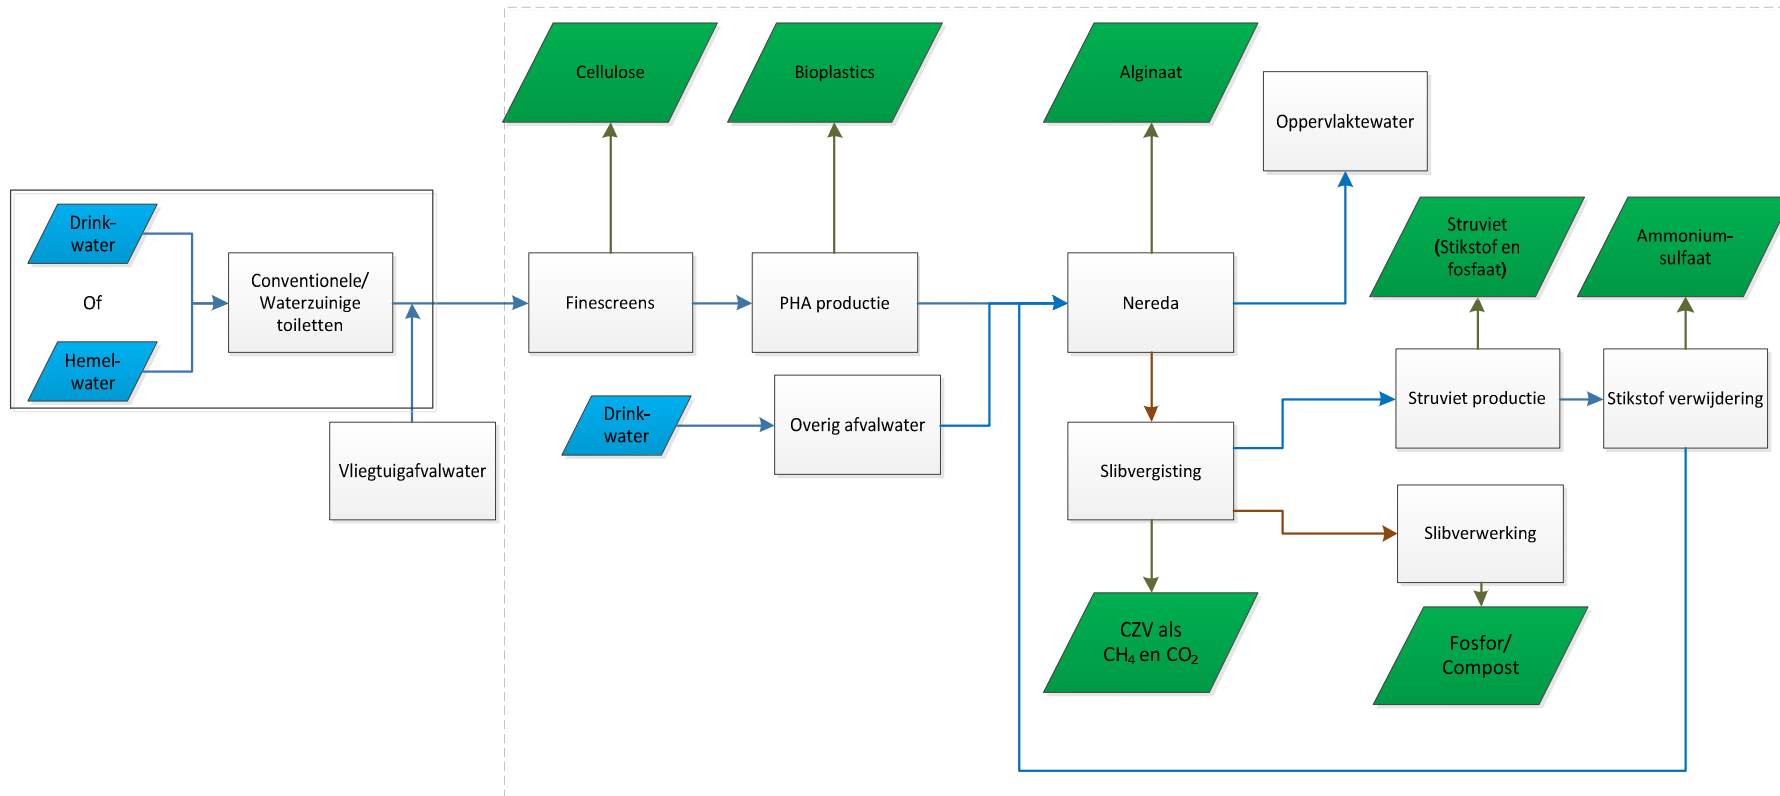 Cellulose
Bioplastics
Alginaat
Oppervlaktewater
Drink-
water
Of
Hemel-
water
Conventionele/
Waterzuinige
toiletten
Vliegtuigafvalwater
Finescreens
PHA productie
Nereda
Struviet
(Stikstof en
fosfaat)
Ammonium-
sulfaat
Drink-
water
Overig afvalwater
Struviet productie
Stikstof verwijdering
Slibvergisting
Slibverwerking
CZV als
CH₄ en CO₂
Fosfor/
Compost